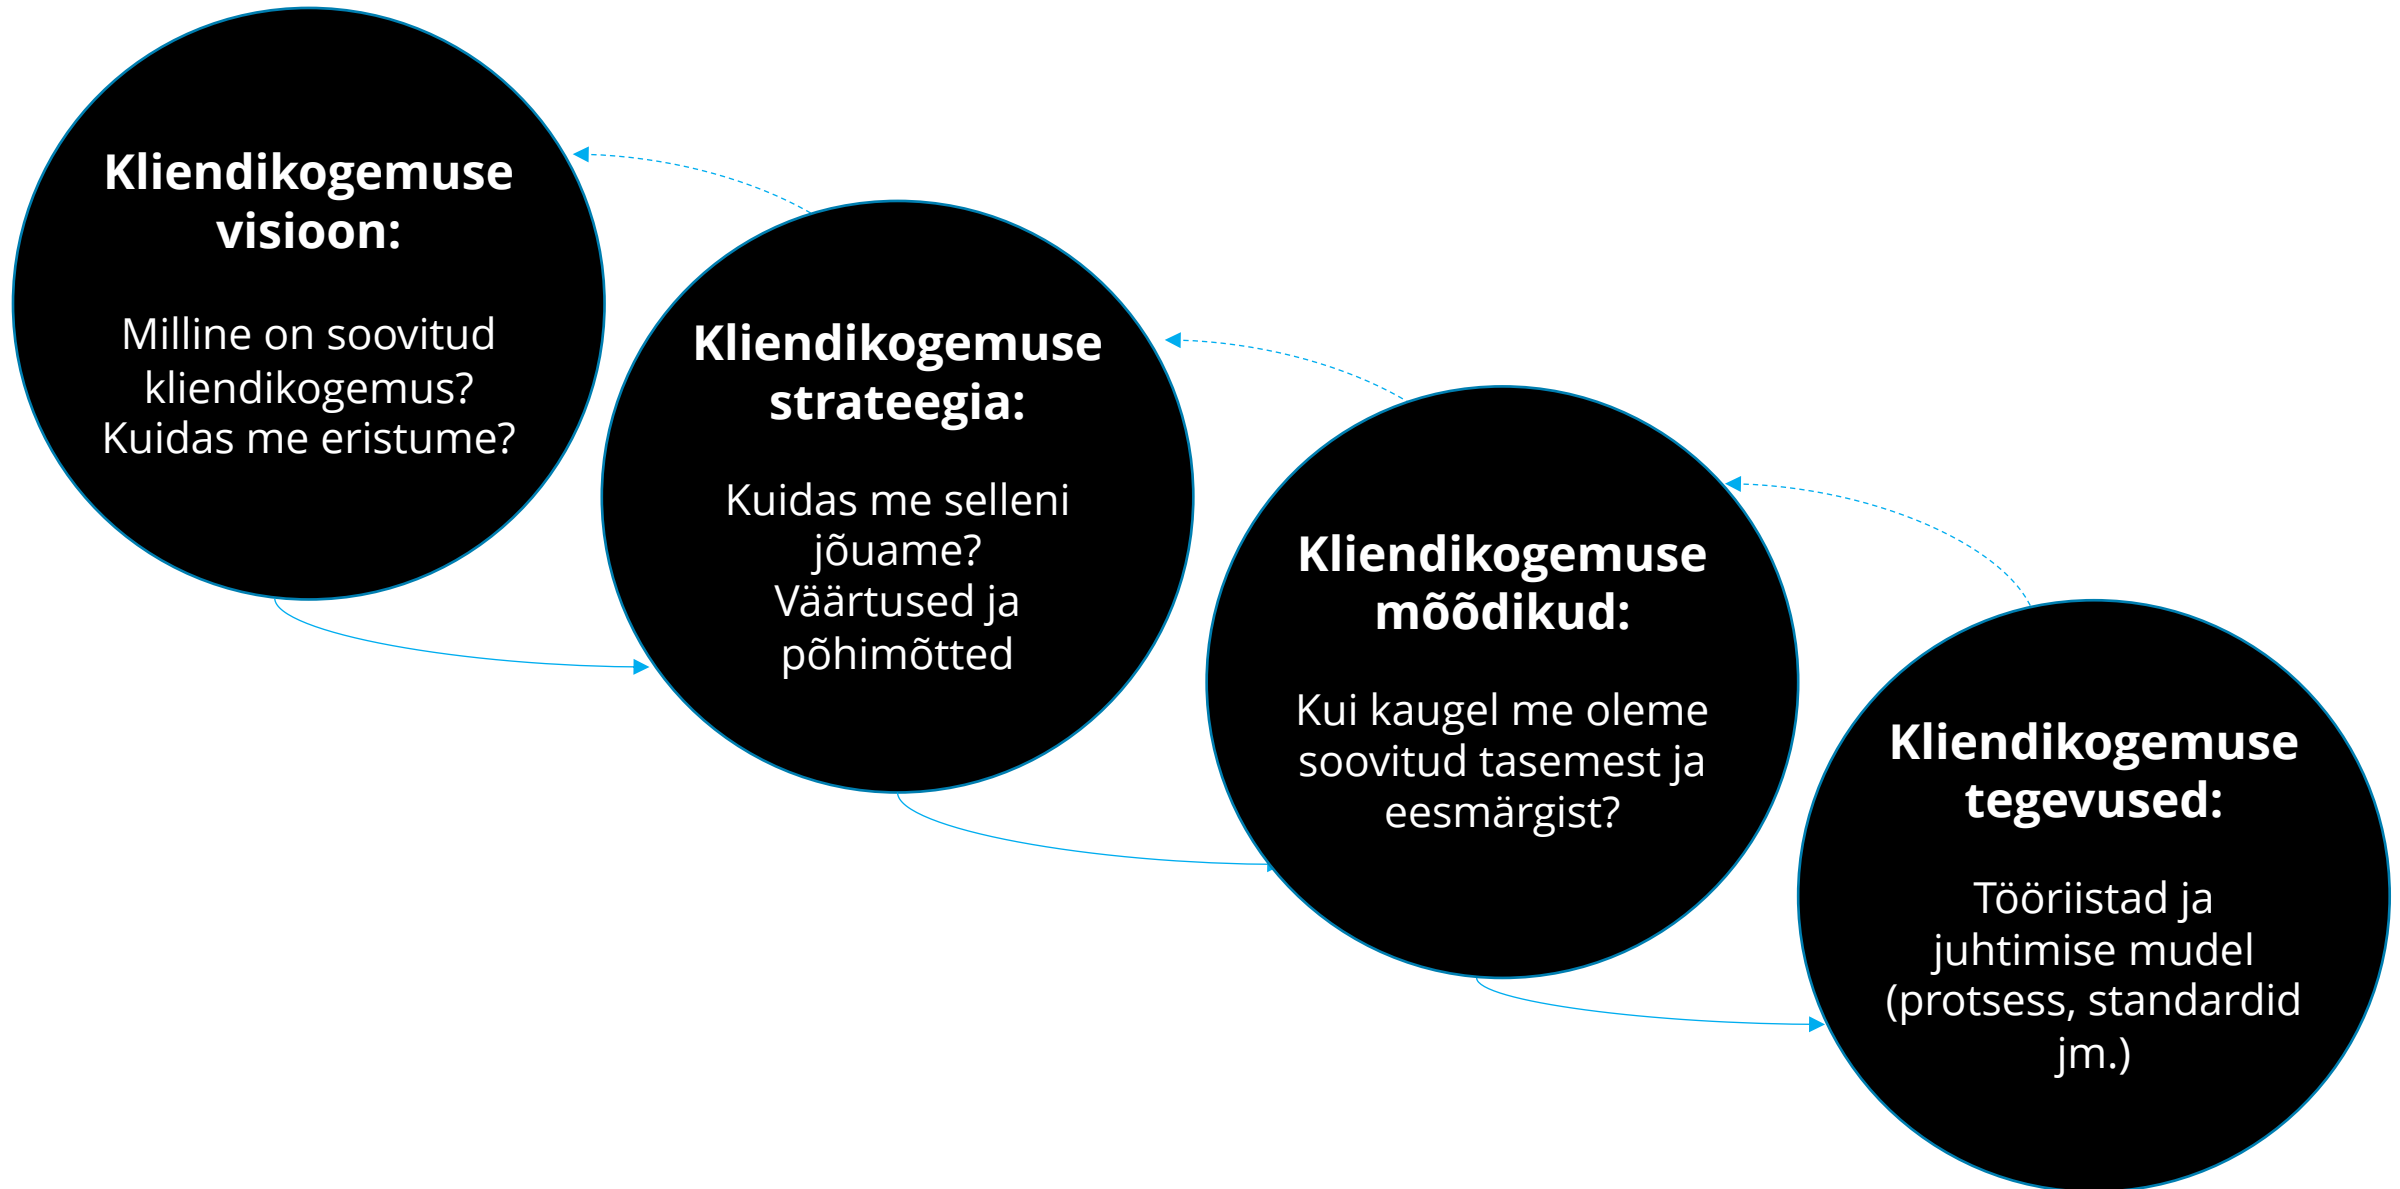 Kliendikogemuse
visioon:
Milline on soovitud
kliendikogemus?
Kuidas me eristume?
Kliendikogemuse
strateegia:
Kuidas me selleni
jõuame?
Väärtused ja
põhimõtted
Kliendikogemuse
mõõdikud:
Kui kaugel me oleme
soovitud tasemest ja
eesmärgist?
Kliendikogemuse
tegevused:
Tööriistad ja
juhtimise mudel
(protsess, standardid
jm.)